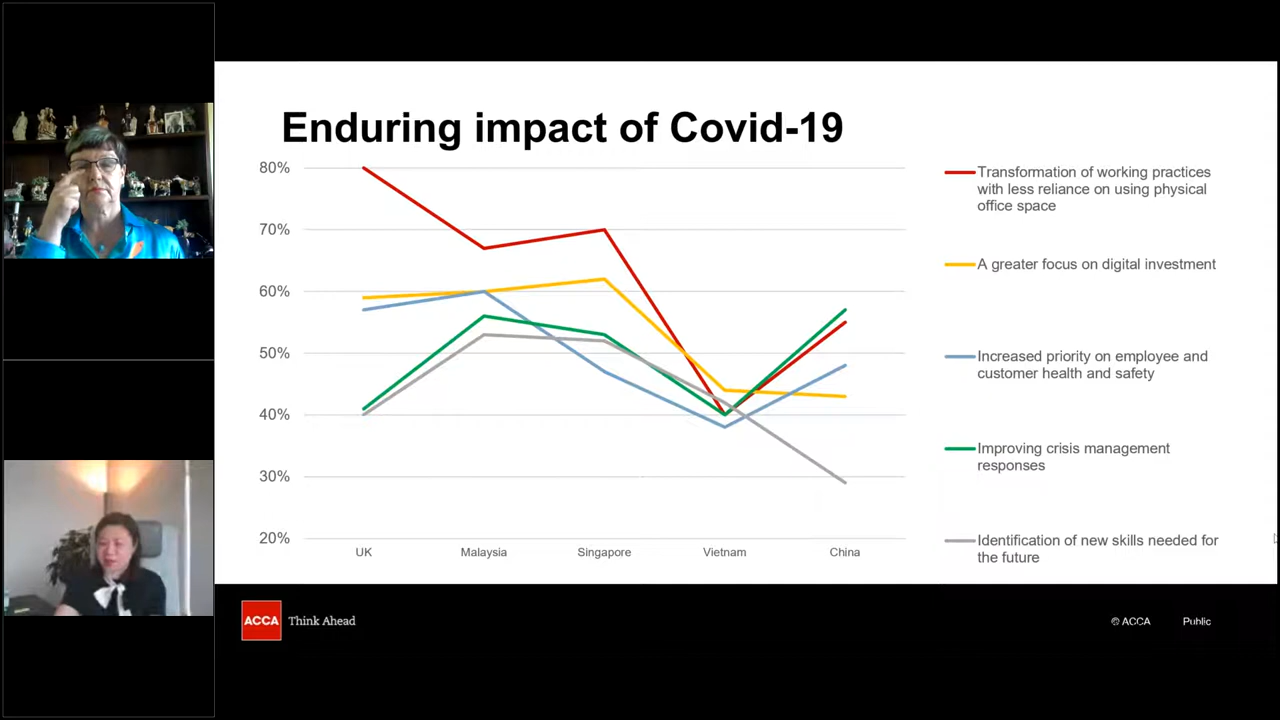 Enduring impact of Covid-19
80%
70%
60%
50%
40%
30%
20%
UK
Malaysia
Singapore
Vietnam
China
Transformation of working practices
with less reliance on using physical
office space
A greater focus on digital investment
Increased priority on employee and
customer health and safety
Improving crisis management
responses
Identification of new skills needed for
the future
ACCA
Think Ahead
© ACCA
Public